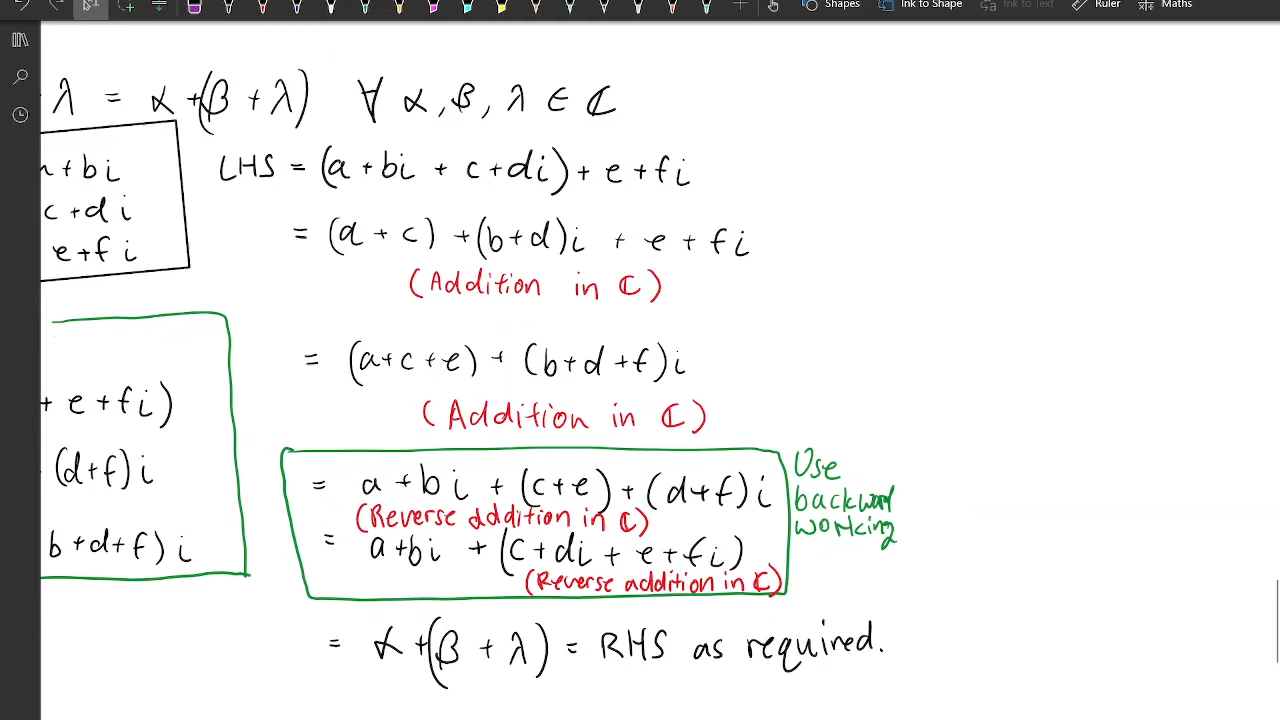 Shapes Ink to Shape Ink to Text Ruler Maths
λ = α + (β + λ) ∀ α, β, λ ∈ ℂ
a + bi
c + di
e + fi
LHS = (a + bi + c + di) + e + fi
= (a + c) + (b + d)i + e + fi
(Addition in ℂ)
= (a + c + e) + (b + d + f)i
(Addition in ℂ)
+ e + fi)
(d + f)i
b + d + f)i
= a + bi + (c + e) + (d + f)i
(Reverse addition in ℂ)
= a + bi + (c + di + e + fi)
(Reverse addition in ℂ)
Use
backward
working
= α + (β + λ) = RHS as required.